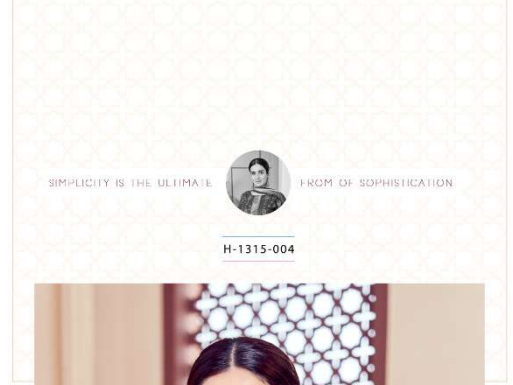 SIMPLICITY IS THE ULTIMATE FROM OF SOPHISTICATION
H-1315-004